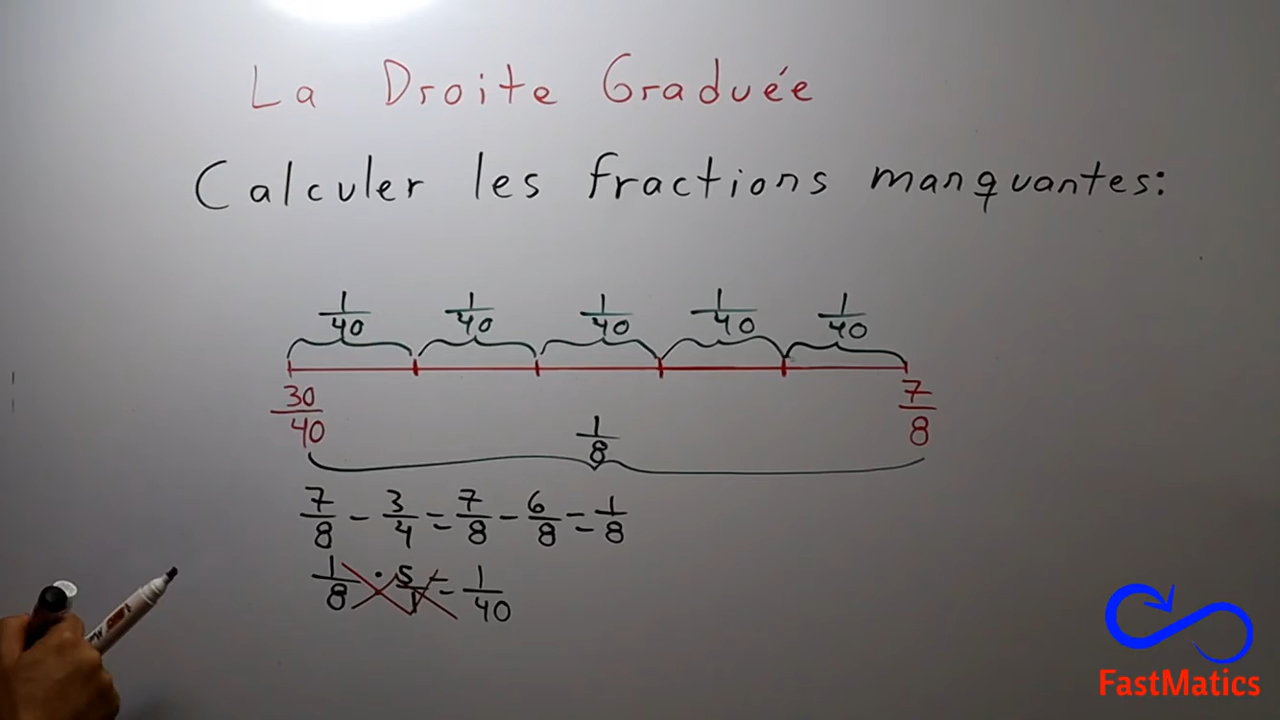 La Droite Graduée
Calculer les fractions manquantes:
1/40 1/40 1/40 1/40 1/40
30/40 7/8
1/8
7/8 - 3/4 = 7/8 - 6/8 = 1/8
1/8 ÷ 5/1 = 1/40
FastMatics